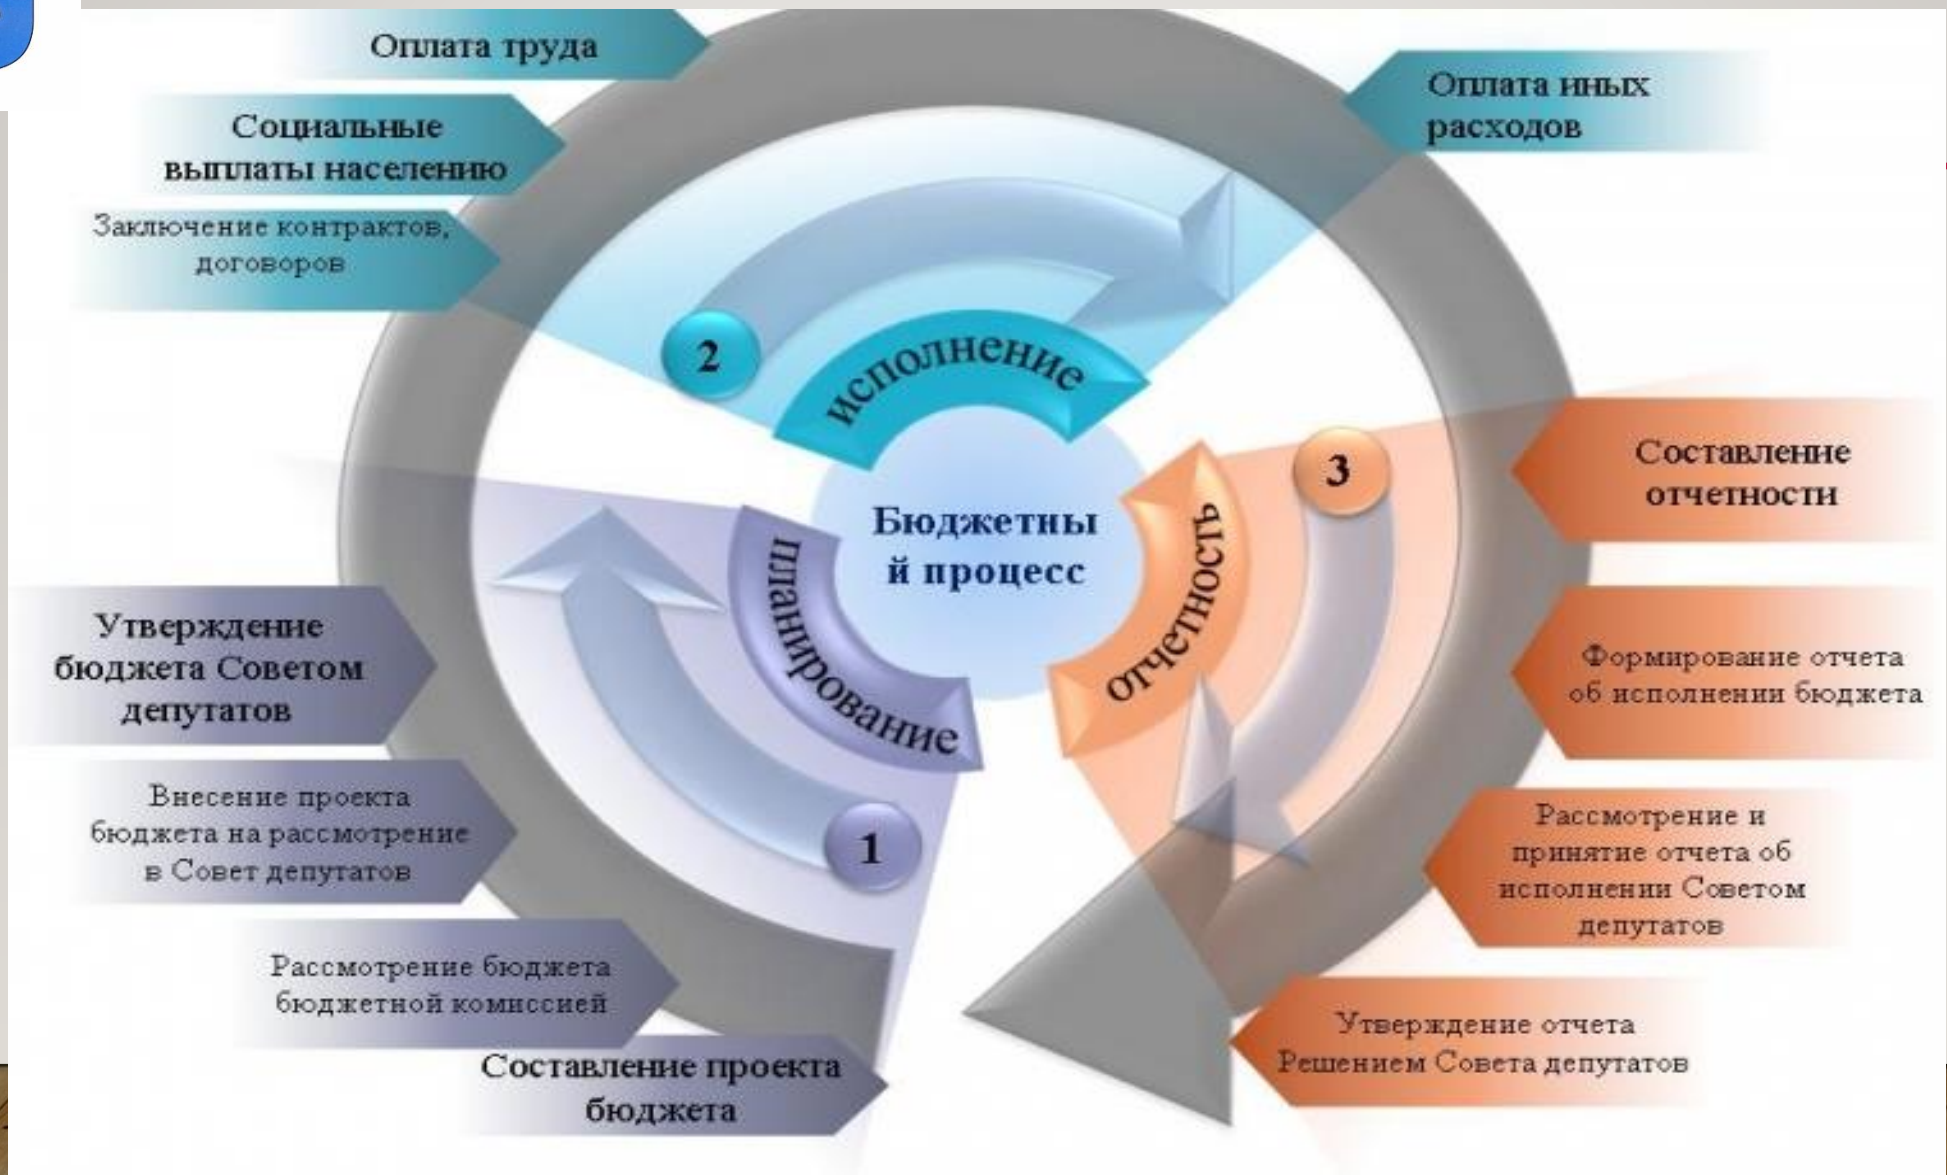 Оплата труда
Социальные
выплаты населению
Заключение контрактов,
договоров
Оплата иных
расходов
2
исполнение
Бюджетны
й процесс
планирование
1
отчетность
3
Утверждение
бюджета Советом
депутатов
Внесение проекта
бюджета на рассмотрение
в Совет депутатов
Рассмотрение бюджета
бюджетной комиссией
Составление проекта
бюджета
Составление
отчетности
Формирование отчета
об исполнении бюджета
Рассмотрение и
принятие отчета об
исполнении Советом
депутатов
Утверждение отчета
Решением Совета депутатов